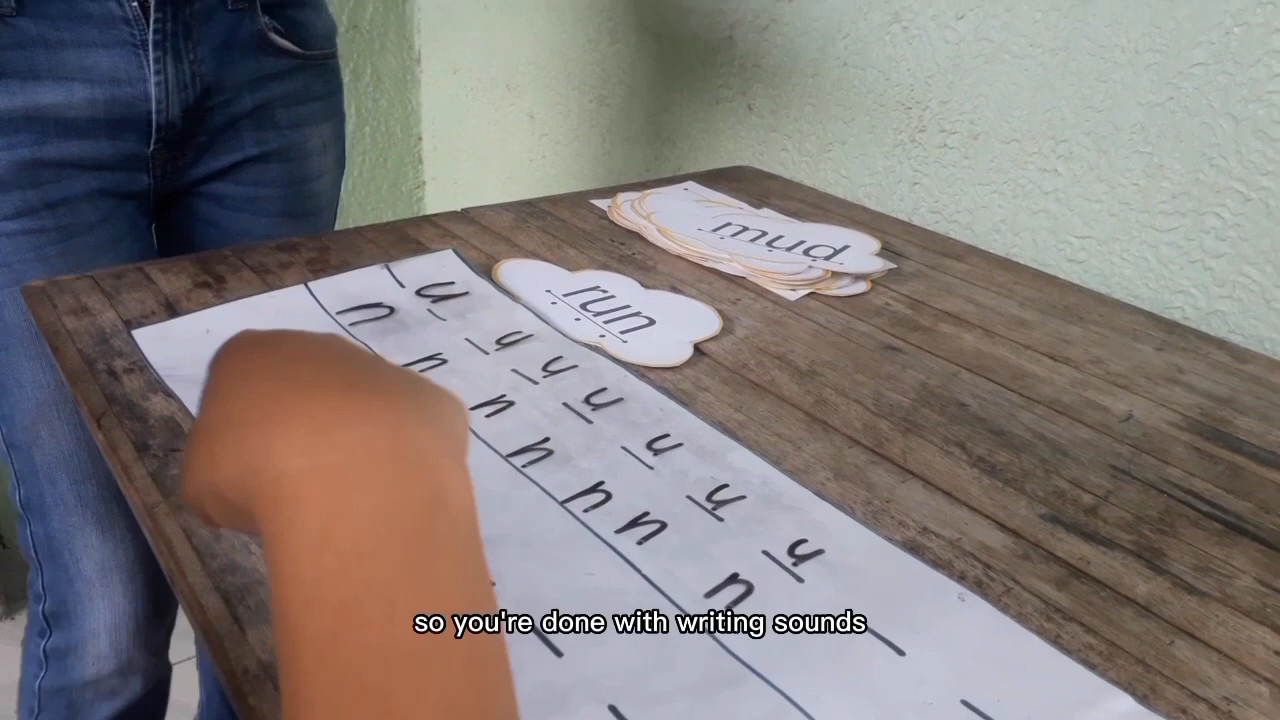 mud
run
u u u u u u u
u u u u u u u
so you're done with writing sounds